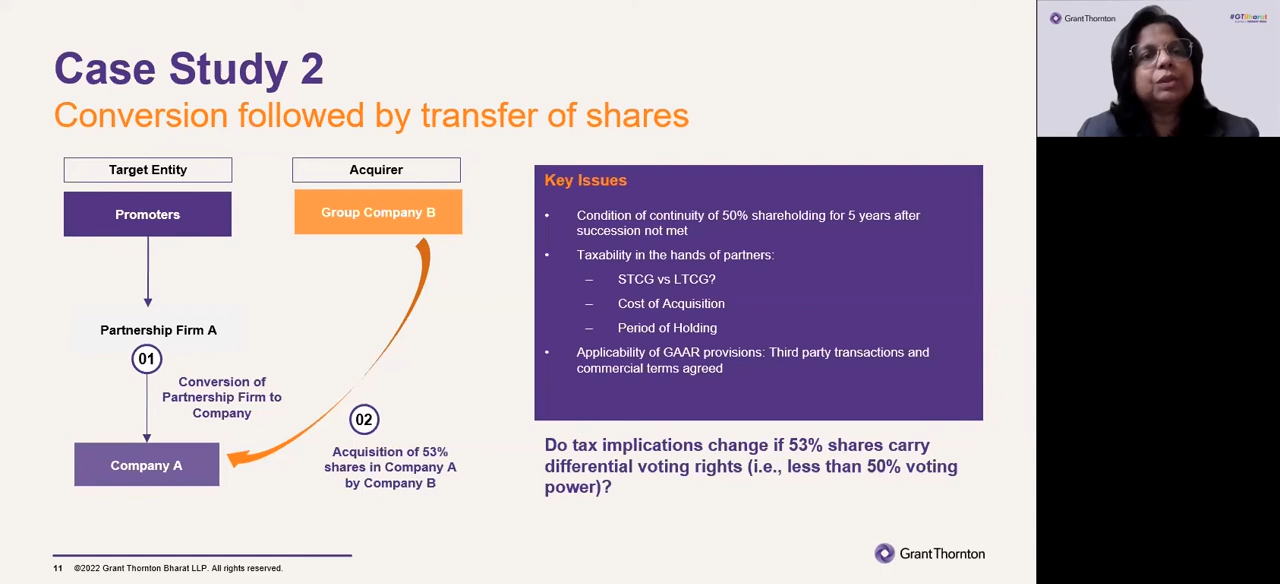 Case Study 2
Conversion followed by transfer of shares
Target Entity
Acquirer
Promoters
Group Company B
Partnership Firm A
01
Conversion of
Partnership Firm to
Company
02
Acquisition of 53%
shares in Company A
by Company B
Company A
Key Issues
• Condition of continuity of 50% shareholding for 5 years after
succession not met
• Taxability in the hands of partners:
– STCG vs LTCG?
– Cost of Acquisition
– Period of Holding
• Applicability of GAAR provisions: Third party transactions and
commercial terms agreed
Do tax implications change if 53% shares carry
differential voting rights (i.e., less than 50% voting
power)?
11 ©2022 Grant Thornton Bharat LLP. All rights reserved.
GrantThornton
GrantThornton
#GTBharat